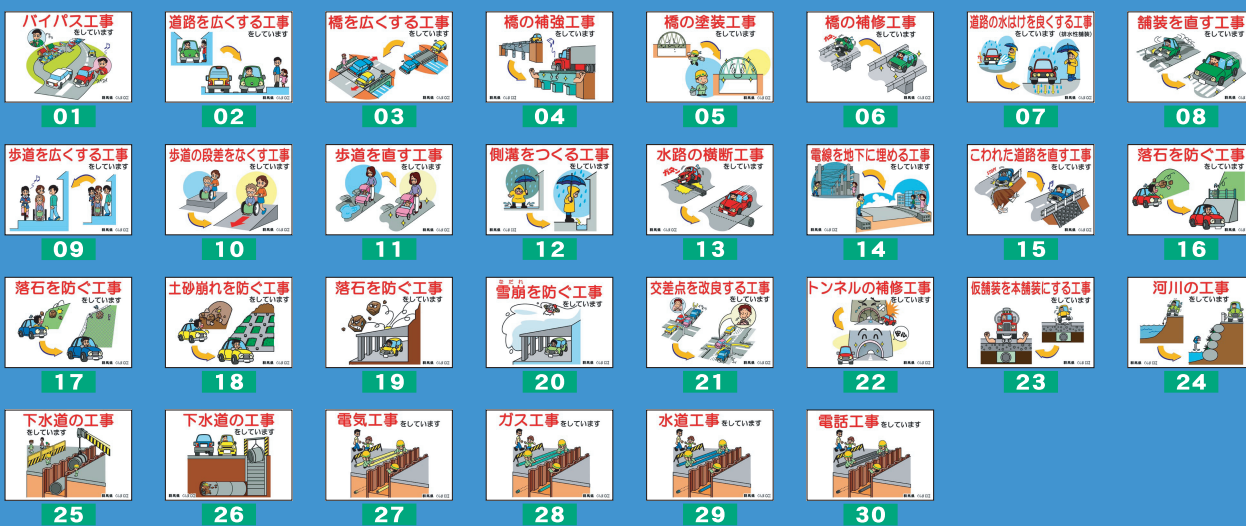 バイパス工事
をしています
01
道路を広くする工事
をしています
02
橋を広くする工事
をしています
03
橋の補強工事
をしています
04
橋の塗装工事
をしています
05
橋の補修工事
をしています
06
道路の水はけを良くする工事
をしています(排水性舗装)
07
舗装を直す工事
をしています
08
歩道を広くする工事
をしています
09
歩道の段差をなくす工事
をしています
10
歩道を直す工事
をしています
11
側溝をつくる工事
をしています
12
水路の横断工事
をしています
13
電線を地下に埋める工事
をしています
14
こわれた道路を直す工事
をしています
15
落石を防ぐ工事
をしています
16
落石を防ぐ工事
をしています
17
土砂崩れを防ぐ工事
をしています
18
落石を防ぐ工事
をしています
19
なだれ
雪崩を防ぐ工事
をしています
20
交差点を改良する工事
をしています
21
トンネルの補修工事
をしています
安心
22
仮舗装を本舗装にする工事
をしています
23
河川の工事
をしています
24
下水道の工事
をしています
25
下水道の工事
をしています
26
電気工事をしています
27
ガス工事をしています
28
水道工事をしています
29
電話工事をしています
30